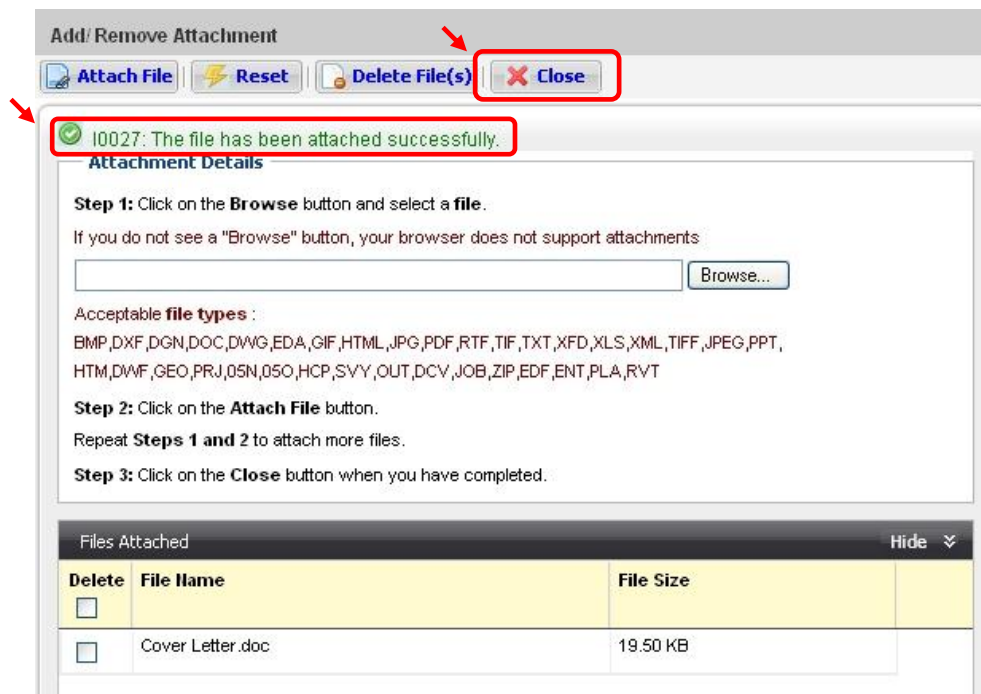 Add/ Remove Attachment
Attach File Reset Delete File(s) Close
I0027: The file has been attached successfully.
Attachment Details
Step 1: Click on the Browse button and select a file.
If you do not see a "Browse" button, your browser does not support attachments
Browse...
Acceptable file types :
BMP,DXF,DGN,DOC,DWG,EDA,GIF,HTML,JPG,PDF,RTF,TIF,TXT,XFD,XLS,XML,TIFF,JPEG,PPT,
HTM,DWF,GEO,PRJ,05N,05O,HCP,SVY,OUT,DCV,JOB,ZIP,EDF,ENT,PLA,RVT
Step 2: Click on the Attach File button.
Repeat Steps 1 and 2 to attach more files.
Step 3: Click on the Close button when you have completed.
Files Attached Hide
Delete File Name File Size
Cover Letter.doc 19.50 KB